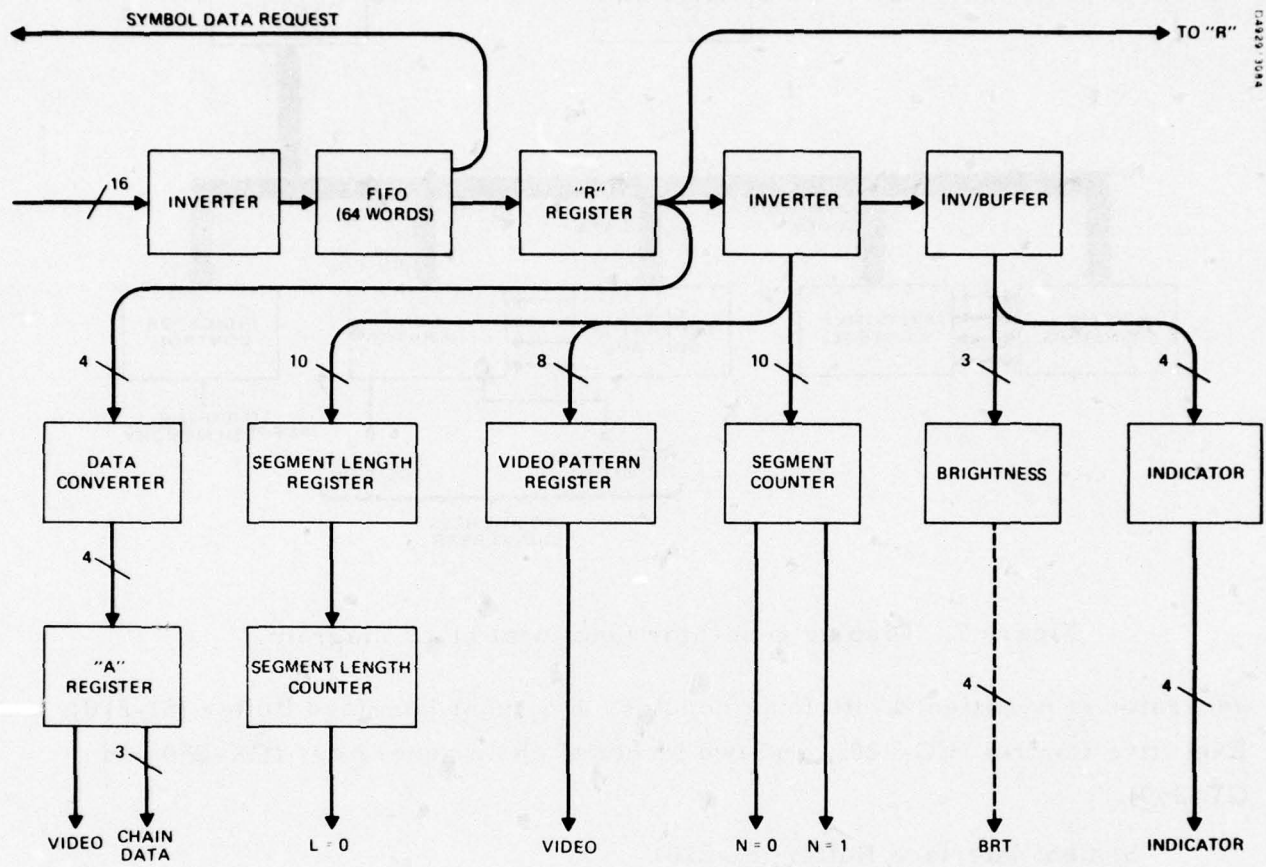 SYMBOL DATA REQUEST
TO "R"
D4929 3084
16
INVERTER
FIFO
(64 WORDS)
"R"
REGISTER
INVERTER
INV/BUFFER
4
10
8
10
3
4
DATA
CONVERTER
SEGMENT LENGTH
REGISTER
VIDEO PATTERN
REGISTER
SEGMENT
COUNTER
BRIGHTNESS
INDICATOR
4
"A"
REGISTER
SEGMENT LENGTH
COUNTER
4
4
3
VIDEO
CHAIN
DATA
L = 0
VIDEO
N = 0
N = 1
BRT
INDICATOR